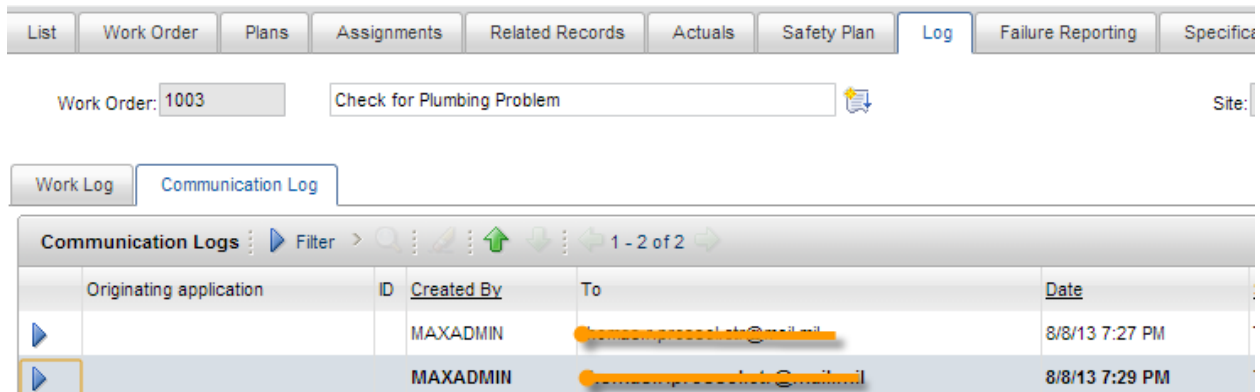 List Work Order Plans Assignments Related Records Actuals Safety Plan Log Failure Reporting Specifica
Work Order: 1003 Check for Plumbing Problem Site:
Work Log Communication Log
Communication Logs Filter 1 - 2 of 2
Originating application ID Created By To Date
MAXADMIN 8/8/13 7:27 PM
MAXADMIN 8/8/13 7:29 PM